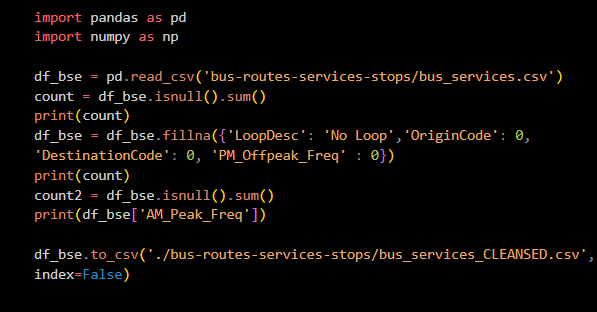 import pandas as pd
import numpy as np
df_bse = pd.read_csv('bus-routes-services-stops/bus_services.csv')
count = df_bse.isnull().sum()
print(count)
df_bse = df_bse.fillna({'LoopDesc': 'No Loop','OriginCode': 0,
'DestinationCode': 0, 'PM_Offpeak_Freq' : 0})
print(count)
count2 = df_bse.isnull().sum()
print(df_bse['AM_Peak_Freq'])
df_bse.to_csv('./bus-routes-services-stops/bus_services_CLEANSED.csv',
index=False)